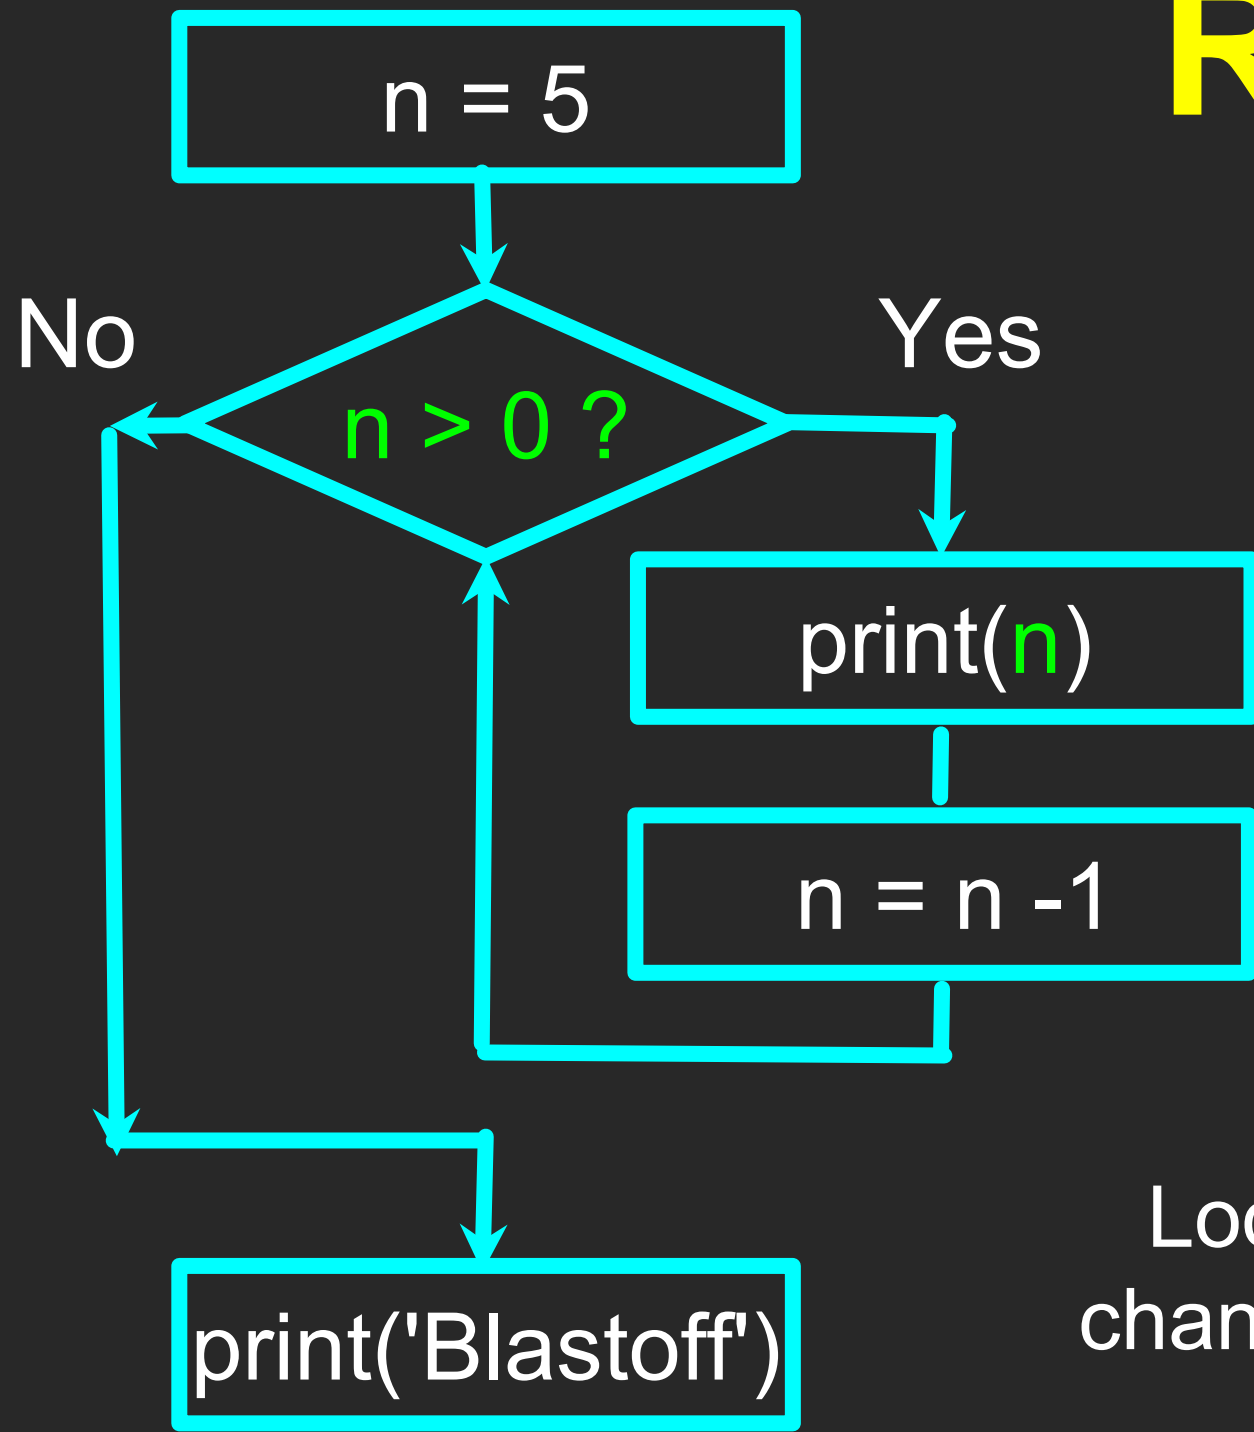 n = 5
No
Yes
n > 0 ?
print(n)
n = n -1
print('Blastoff')